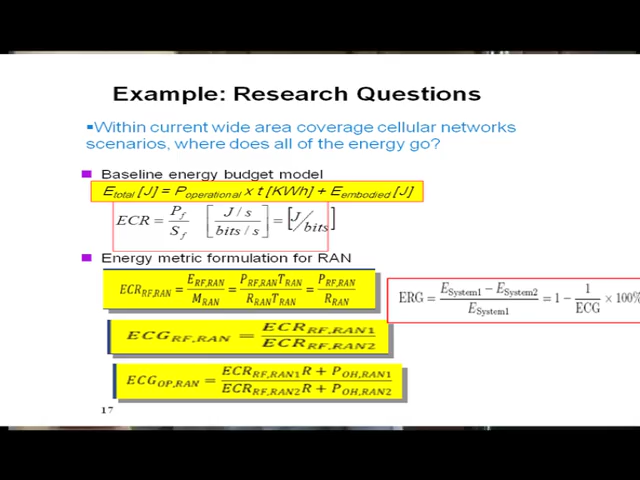 Example: Research Questions
▪Within current wide area coverage cellular networks
scenarios, where does all of the energy go?
■ Baseline energy budget model
E_total [J] = P_operational x t [KWh] + E_embodied [J]
ECR = P_f / S_f [J / s / bits / s] = [J / bits]
■ Energy metric formulation for RAN
ECR_RF,RAN = E_RF,RAN / M_RAN = P_RF,RAN T_RAN / R_RAN T_RAN = P_RF,RAN / R_RAN
ERG = E_System1 − E_System2 / E_System1 = 1 − 1 / ECG × 100%
ECG_RF,RAN = ECR_RF,RAN1 / ECR_RF,RAN2
ECG_OP,RAN = ECR_RF,RAN1 R + P_OH,RAN1 / ECR_RF,RAN2 R + P_OH,RAN2
17